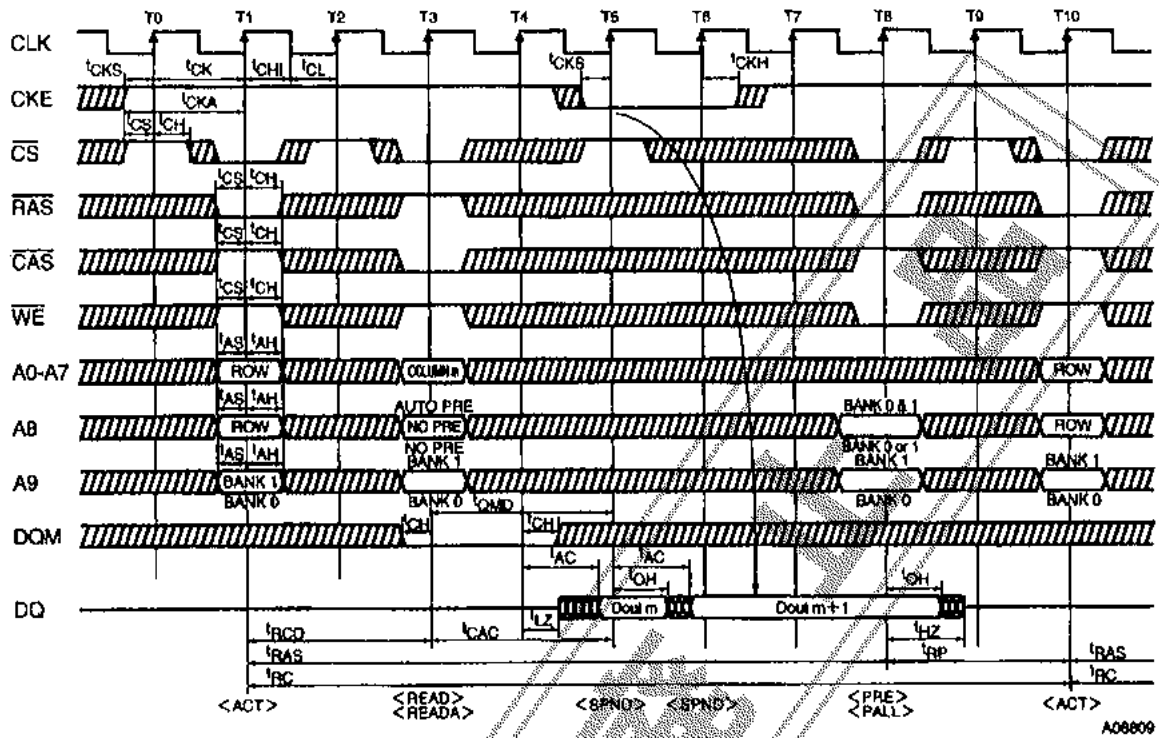 T0 T1 T2 T3 T4 T5 T6 T7 T8 T9 T10
CLK
tCKS tCK tCHI tCL tCKS tCKH
CKE
tCKA
tCS tCH
CS
tCS tCH
RAS
tCS tCH
CAS
tCS tCH
WE
tAS tAH
A0-A7 ROW COLUMN m ROW
tAS tAH AUTO PRE BANK 0 & 1
A8 ROW NO PRE ROW
NO PRE BANK 0 or 1
tAS tAH BANK 1 BANK 1 BANK 1
A9 BANK 1
BANK 0 BANK 0 BANK 0 BANK 0
tQMD
tCH tCH
DQM
tAC tAC
tOH tOH
DQ Dout m Dout m+1
tLZ tHZ
tRCD tCAC
tRAS tRP tRAS
tRC tRC
<ACT> <READ> <SPND> <SPND> <PRE> <ACT>
<READA> <PALL>
A08809